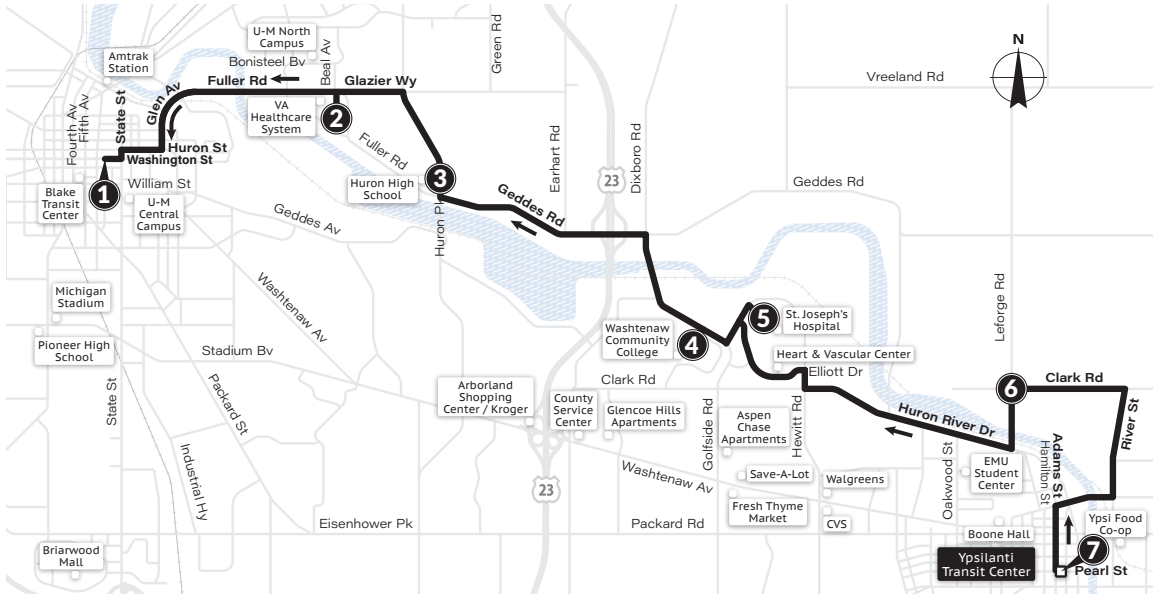 U-M North
Campus
Green Rd
N
Amtrak
Station
Bonisteel Bv
Beal Av
Fuller Rd
Glazier Wy
Vreeland Rd
Fourth Av
Fifth Av
State St
Glen Av
VA
Healthcare
System
2
Fuller Rd
Earhart Rd
Dixboro Rd
Huron St
Washington St
Blake
Transit
Center
1
William St
U-M
Central
Campus
Huron High
School
3
23
Geddes Rd
Geddes Rd
Geddes Av
Huron Pk
Michigan
Stadium
Washtenaw Av
Leforge Rd
Pioneer High
School
Stadium Bv
Washtenaw
Community
College
4
5
St. Joseph's
Hospital
Heart & Vascular Center
Elliott Dr
State St
Packard St
Arborland
Shopping
Center / Kroger
County
Service
Center
Clark Rd
Glencoe Hills
Apartments
Golfside Rd
Aspen
Chase
Apartments
Hewitt Rd
Huron River Dr
6
Clark Rd
River St
Industrial Hy
23
Washtenaw Av
Save-A-Lot
Walgreens
Oakwood St
EMU
Student
Center
Hamilton St
Adams St
Eisenhower Pk
Packard Rd
Fresh Thyme
Market
CVS
Boone Hall
Ypsi Food
Co-op
Briarwood
Mall
Ypsilanti
Transit Center
7
Pearl St